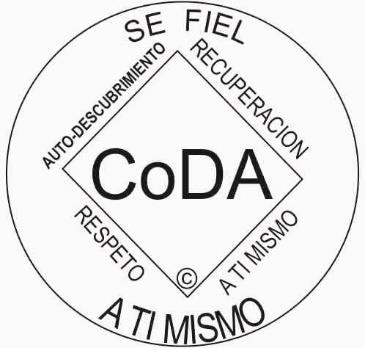 SE FIEL
AUTO-DESCUBRIMIENTO
RECUPERACION
CoDA
RESPETO
A TI MISMO
©
A TI MISMO